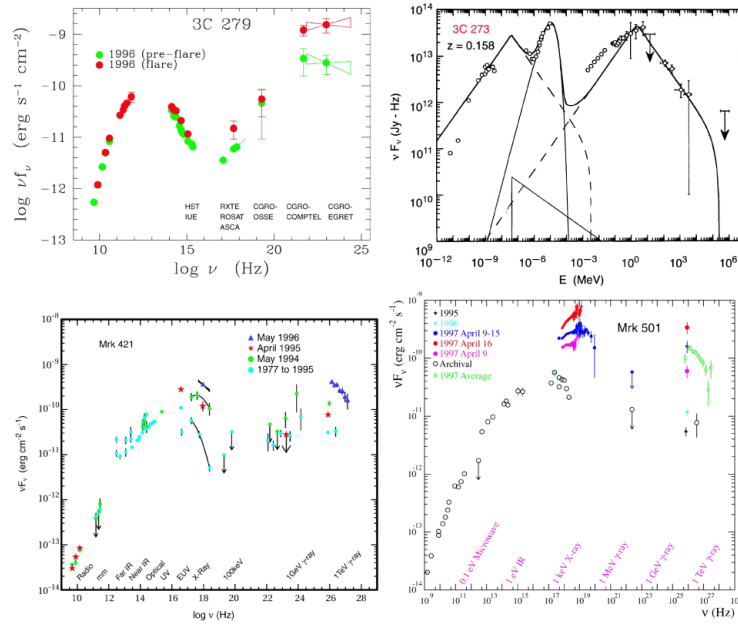 3C 279
1996 (pre-flare)
1996 (flare)
-9
-10
-11
-12
-13
HST
IUE
RXTE
ROSAT
ASCA
CGRO-
OSSE
CGRO-
COMPTEL
CGRO-
EGRET
10 15 20 25
log ν (Hz)
log νfν (erg s⁻¹ cm⁻²)
3C 273
z = 0.158
10¹⁴
10¹³
10¹²
10¹¹
10¹⁰
10⁹
10⁻¹² 10⁻⁹ 10⁻⁶ 10⁻³ 10⁰ 10³ 10⁶
E (MeV)
ν Fν (Jy - Hz)
Mrk 421
May 1996
April 1995
May 1994
1977 to 1995
10⁻⁸
10⁻⁹
10⁻¹⁰
10⁻¹¹
10⁻¹²
10⁻¹³
10⁻¹⁴
Radio
mm
Far IR
Near IR
Optical
UV
EUV
X-Ray
100keV
1GeV γ-ray
1TeV γ-ray
10 12 14 16 18 20 22 24 26 28
log ν (Hz)
νFν (erg cm⁻² s⁻¹)
Mrk 501
1995
1996
1997 April 9-15
1997 April 16
1997 April 9
Archival
1997 Average
10⁻⁹
10⁻¹⁰
10⁻¹¹
10⁻¹²
10⁻¹³
10⁻¹⁴
0.1 eV Microwave
1 eV IR
1 keV X-ray
1 MeV γ-ray
1 GeV γ-ray
1 TeV γ-ray
10⁹ 10¹¹ 10¹³ 10¹⁵ 10¹⁷ 10¹⁹ 10²¹ 10²³ 10²⁵ 10²⁷ 10²⁹
ν (Hz)
νFν (erg cm⁻² s⁻¹)